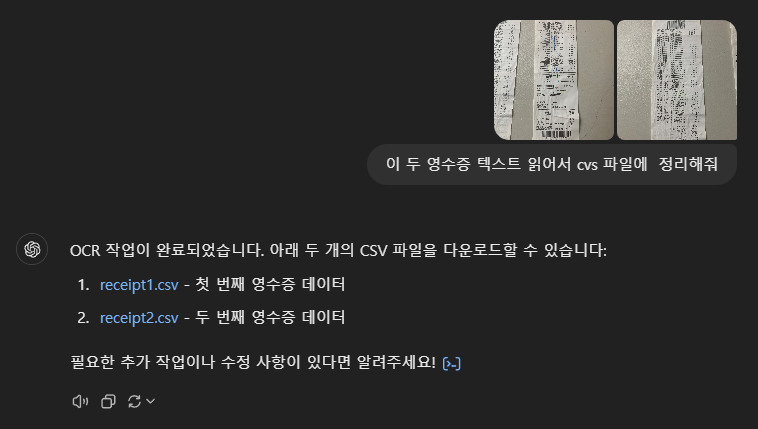 이 두 영수증 텍스트 읽어서 cvs 파일에 정리해줘
OCR 작업이 완료되었습니다. 아래 두 개의 CSV 파일을 다운로드할 수 있습니다:
1. receipt1.csv - 첫 번째 영수증 데이터
2. receipt2.csv - 두 번째 영수증 데이터
필요한 추가 작업이나 수정 사항이 있다면 알려주세요!